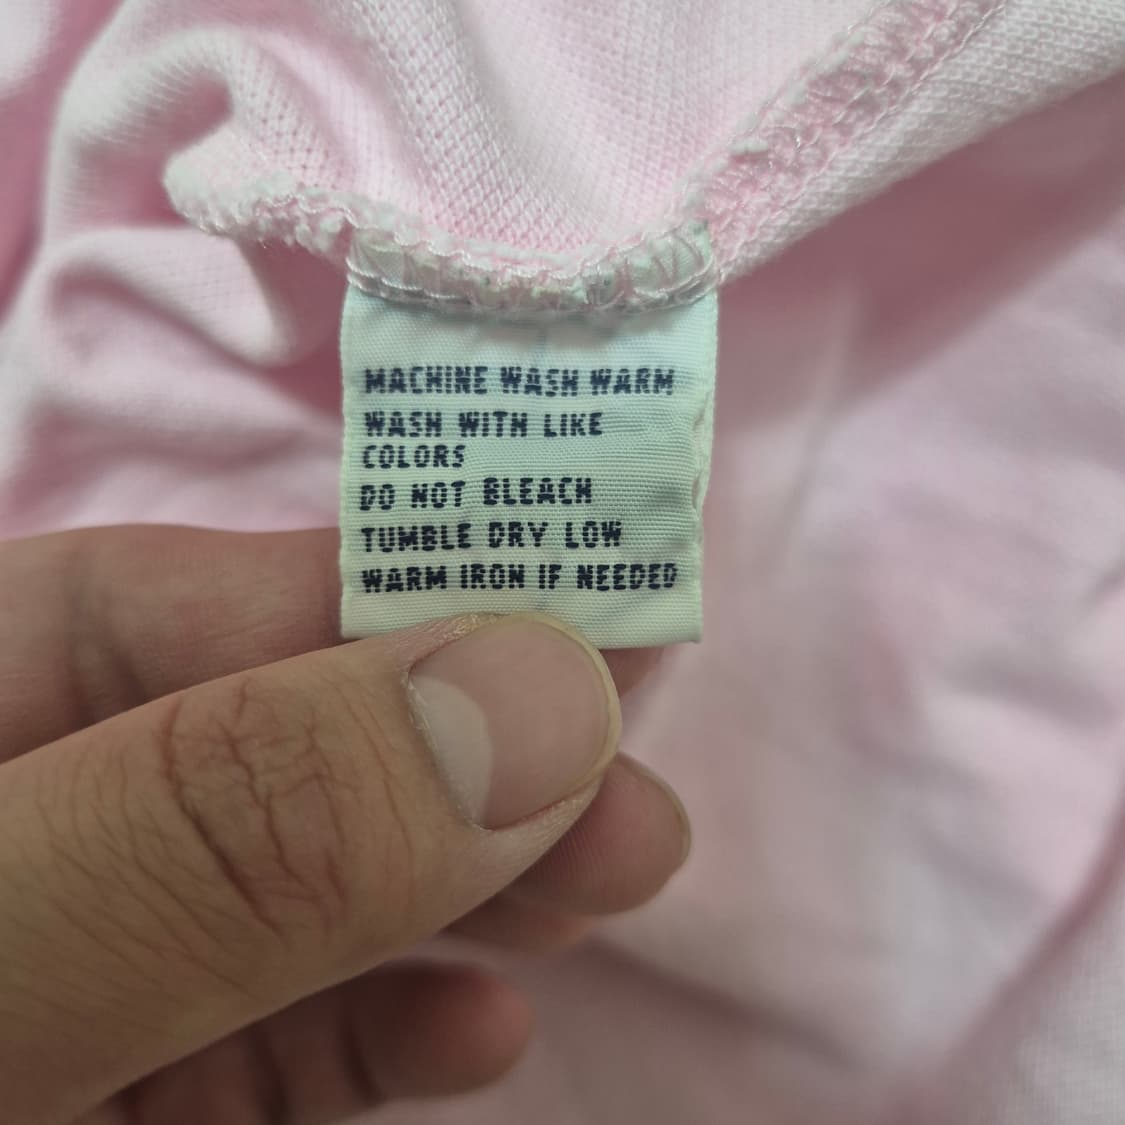 MACHINE WASH WARM
WASH WITH LIKE
COLORS
DO NOT BLEACH
TUMBLE DRY LOW
WARM IRON IF NEEDED